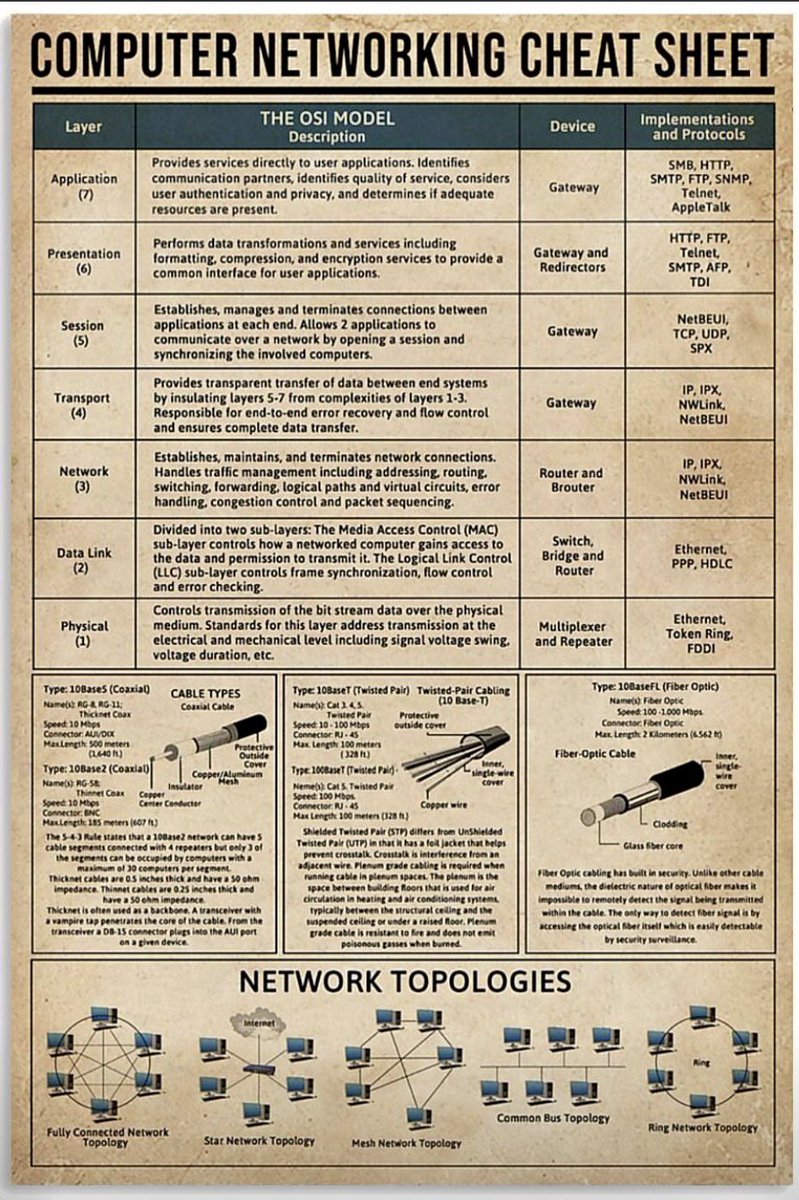 COMPUTER NETWORKING CHEAT SHEET
Layer
THE OSI MODEL
Description
Device
Implementations
and Protocols
Application
(7)
Provides services directly to user applications. Identifies
communication partners, identifies quality of service, considers
user authentication and privacy, and determines if adequate
resources are present.
Gateway
SMB, HTTP,
SMTP, FTP, SNMP,
Telnet,
AppleTalk
Presentation
(6)
Performs data transformations and services including
formatting, compression, and encryption services to provide a
common interface for user applications.
Gateway and
Redirectors
HTTP, FTP,
Telnet,
SMTP, AFP,
TDI
Session
(5)
Establishes, manages and terminates connections between
applications at each end. Allows 2 applications to
communicate over a network by opening a session and
synchronizing the involved computers.
Gateway
NetBEUI,
TCP, UDP,
SPX
Transport
(4)
Provides transparent transfer of data between end systems
by insulating layers 5-7 from complexities of layers 1-3.
Responsible for end-to-end error recovery and flow control
and ensures complete data transfer.
Gateway
IP, IPX,
NWLink,
NetBEUI
Network
(3)
Establishes, maintains, and terminates network connections.
Handles traffic management including addressing, routing,
switching, forwarding, logical paths and virtual circuits, error
handling, congestion control and packet sequencing.
Router and
Brouter
IP, IPX,
NWLink,
NetBEUI
Data Link
(2)
Divided into two sub-layers: The Media Access Control (MAC)
sub-layer controls how a networked computer gains access to
the data and permission to transmit it. The Logical Link Control
(LLC) sub-layer controls frame synchronization, flow control
and error checking.
Switch,
Bridge and
Router
Ethernet,
PPP, HDLC
Physical
(1)
Controls transmission of the bit stream data over the physical
medium. Standards for this layer address transmission at the
electrical and mechanical level including signal voltage swing,
voltage duration, etc.
Multiplexer
and Repeater
Ethernet,
Token Ring,
FDDI
Type: 10Base5 (Coaxial)
Name(s): RG-8, RG-11;
Thicknet Coax
Speed: 10 Mbps
Connector: AUI/DIX
Max.Length: 500 meters
(1,640 ft.)
CABLE TYPES
Coaxial Cable
Protective
Outside
Cover
Copper/Aluminum
Mesh
Insulator
Copper
Center Conductor
Type: 10Base2 (Coaxial)
Name(s): RG-58;
Thinnet Coax
Speed: 10 Mbps
Connector: BNC
Max.Length: 185 meters (607 ft.)
The 5-4-3 Rule states that a 10Base2 network can have 5
cable segments connected with 4 repeaters but only 3 of
the segments can be occupied by computers with a
maximum of 30 computers per segment.
Thicknet cables are 0.5 inches thick and have a 50 ohm
impedance. Thinnet cables are 0.25 inches thick and
have a 50 ohm impedance.
Thicknet is often used as a backbone. A transceiver with
a vampire tap penetrates the core of the cable. From the
transceiver a DB-15 connector plugs into the AUI port
on a given device.
Type: 10BaseT (Twisted Pair)
Name(s): Cat 3, 4, 5,
Twisted Pair
Speed: 10 - 100 Mbps
Connector: RJ - 45
Max. Length: 100 meters
( 328 ft.)
Twisted-Pair Cabling
(10 Base-T)
Protective
outside cover
Inner,
single-wire
cover
Copper wire
Type: 100BaseT (Twisted Pair)
Neme(s): Cat 5, Twisted Pair
Speed: 100 Mbps.
Connector: RJ - 45
Max. Length: 100 meters (328 ft.)
Shielded Twisted Pair (STP) differs from UnShielded
Twisted Pair (UTP) in that it has a foil jacket that helps
prevent crosstalk. Crosstalk is interference from an
adjacent wire. Plenum grade cabling is required when
running cable in plenum spaces. The plenum is the
space between building floors that is used for air
circulation in heating and air conditioning systems,
typically between the structural ceiling and the
suspended ceiling or under a raised floor. Plenum
grade cable is resistant to fire and does not emit
poisonous gasses when burned.
Type: 10BaseFL (Fiber Optic)
Name(s): Fiber Optic
Speed: 100 -1.000 Mbps.
Connector: Fiber Optic
Max. Length: 2 Kilometers (6.562 ft)
Fiber-Optic Cable
Inner,
single-
wire
cover
Clodding
Glass fiber core
Fiber Optic cabling has built in security. Unlike other cable
mediums, the dielectric nature of optical fiber makes it
impossible to remotely detect the signal being transmitted
within the cable. The only way to detect fiber signal is by
accessing the optical fiber itself which is easily detectable
by security surveillance.
NETWORK TOPOLOGIES
Fully Connected Network
Topology
Internet
Star Network Topology
Mesh Network Topology
Common Bus Topology
Ring
Ring Network Topology